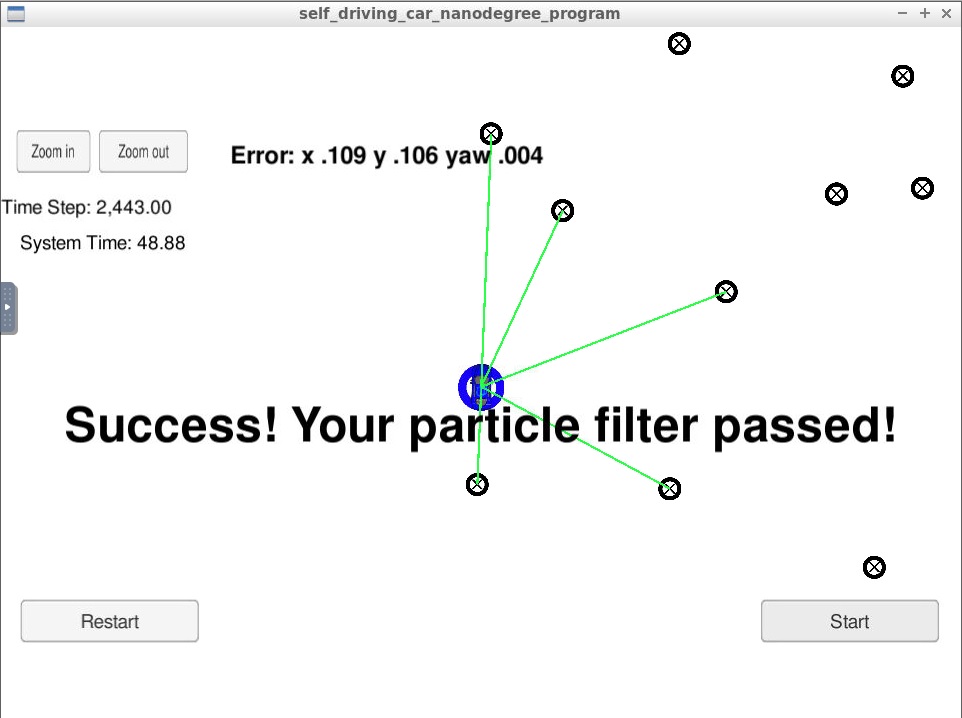 self_driving_car_nanodegree_program
Zoom in
Zoom out
Error: x .109 y .106 yaw .004
Time Step: 2,443.00
System Time: 48.88
Success! Your particle filter passed!
Restart
Start